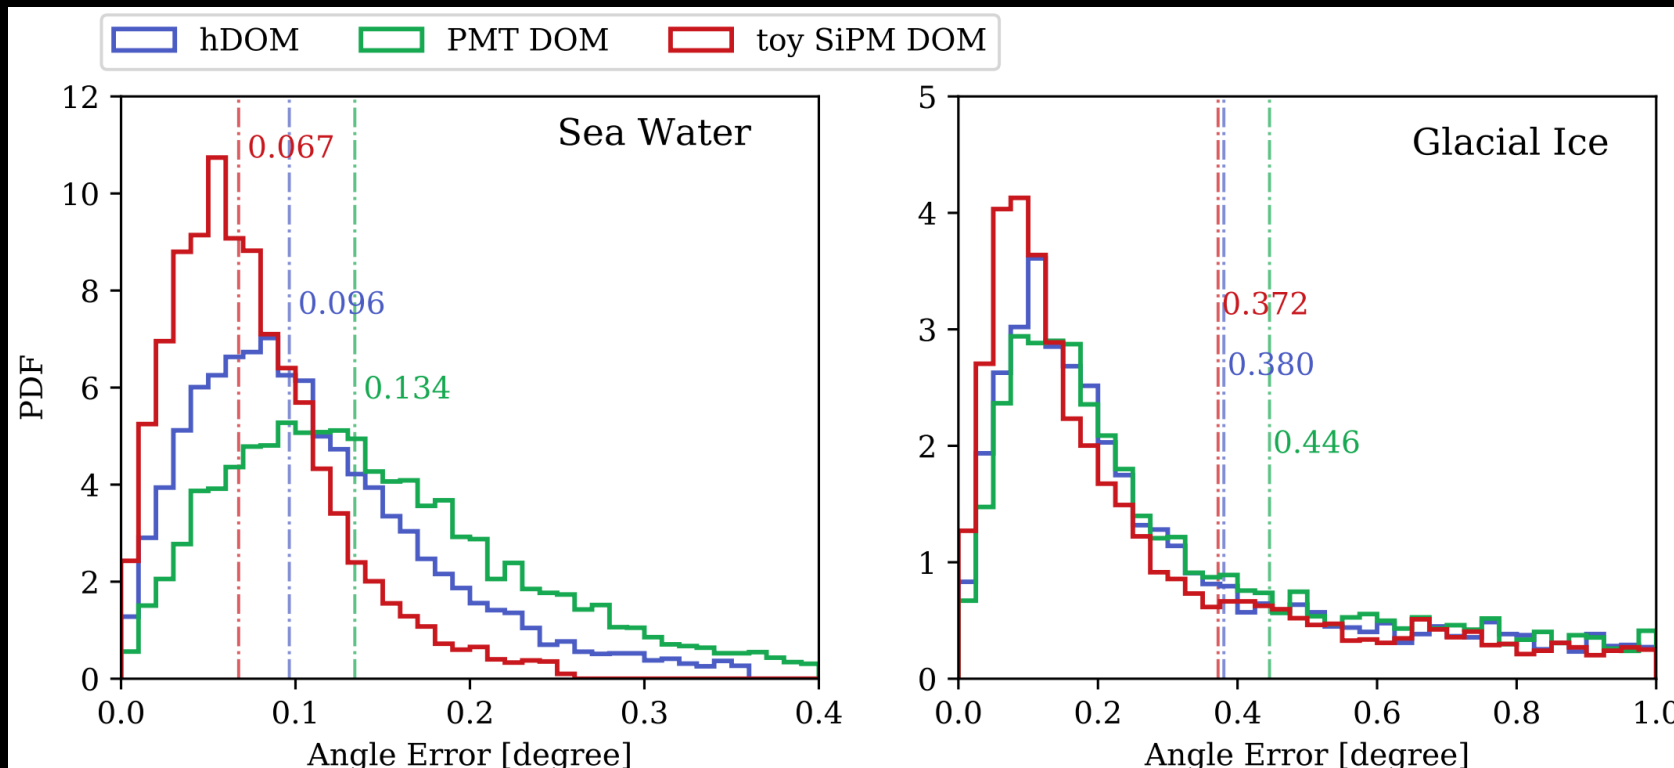 hDOM PMT DOM toy SiPM DOM
Sea Water
12
10
8
6
4
2
0
PDF
0.067
0.096
0.134
0.0 0.1 0.2 0.3 0.4
Angle Error [degree]
Glacial Ice
5
4
3
2
1
0
0.372
0.380
0.446
0.0 0.2 0.4 0.6 0.8 1.0
Angle Error [degree]